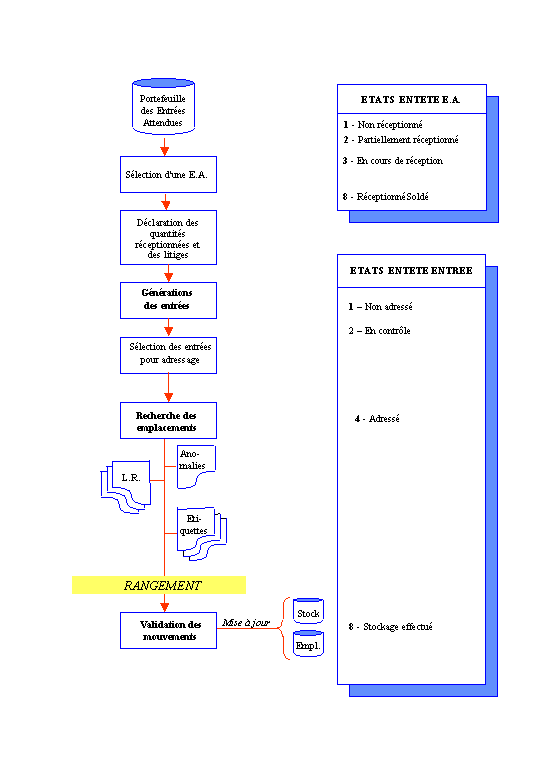 Portefeuille
des Entrées
Attendues
Sélection d'une E.A.
Déclaration des
quantités
réceptionnées et
des litiges
Générations
des entrées
Sélection des entrées
pour adressage
Recherche des
emplacements
Ano-
malies
L.R.
Eti-
quettes
RANGEMENT
Validation des
mouvements
Mise à jour
Stock
Empl.
ETATS ENTETE E.A.
1 - Non réceptionné
2 - Partiellement réceptionné
3 - En cours de réception
8 - RéceptionnéSoldé
ETATS ENTETE ENTREE
1 – Non adressé
2 – En contrôle
4 - Adressé
8 - Stockage effectué